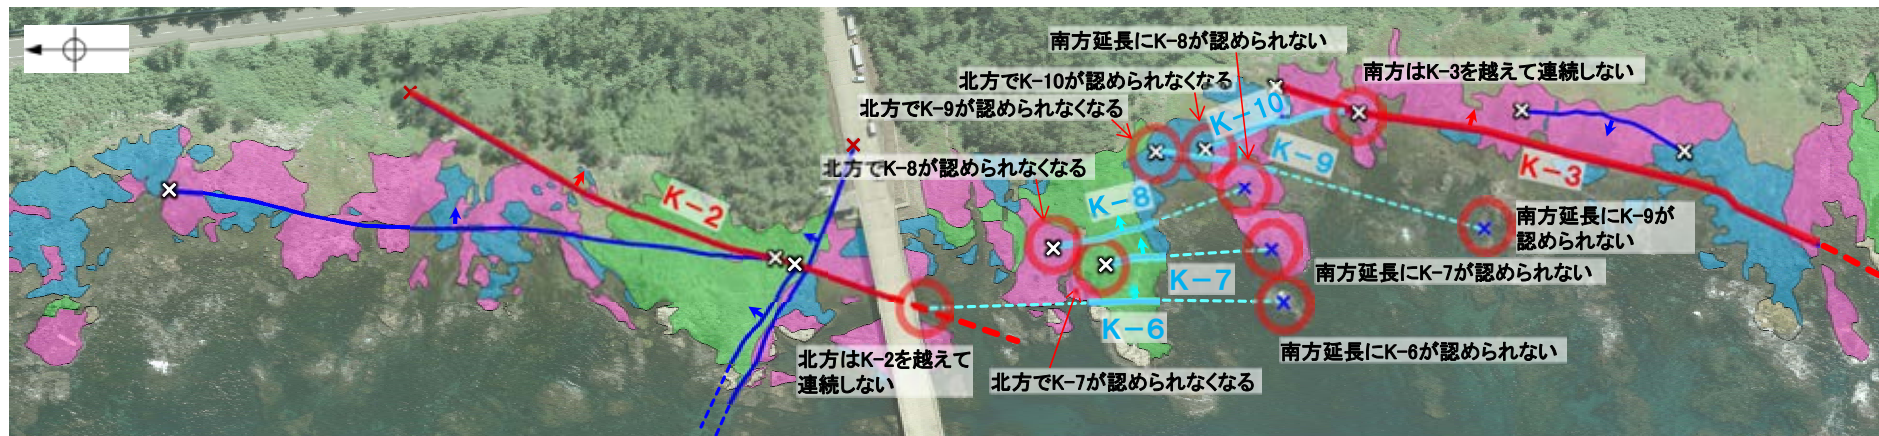 南方延長にK-8が認められない
北方でK-10が認められなくなる
南方はK-3を越えて連続しない
北方でK-9が認められなくなる
K-10
北方でK-8が認められなくなる
K-9
K-3
K-2
K-8
南方延長にK-9が
認められない
K-7
南方延長にK-7が認められない
K-6
北方はK-2を越えて
連続しない
南方延長にK-6が認められない
北方でK-7が認められなくなる